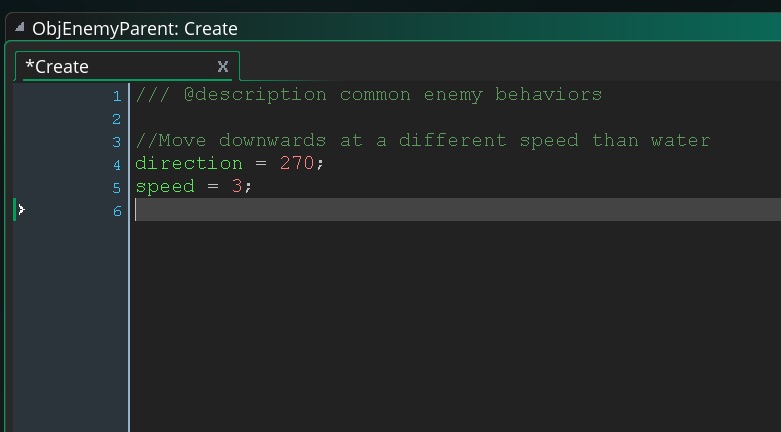 ObjEnemyParent: Create
*Create x
1 /// @description common enemy behaviors
2
3 //Move downwards at a different speed than water
4 direction = 270;
5 speed = 3;
6